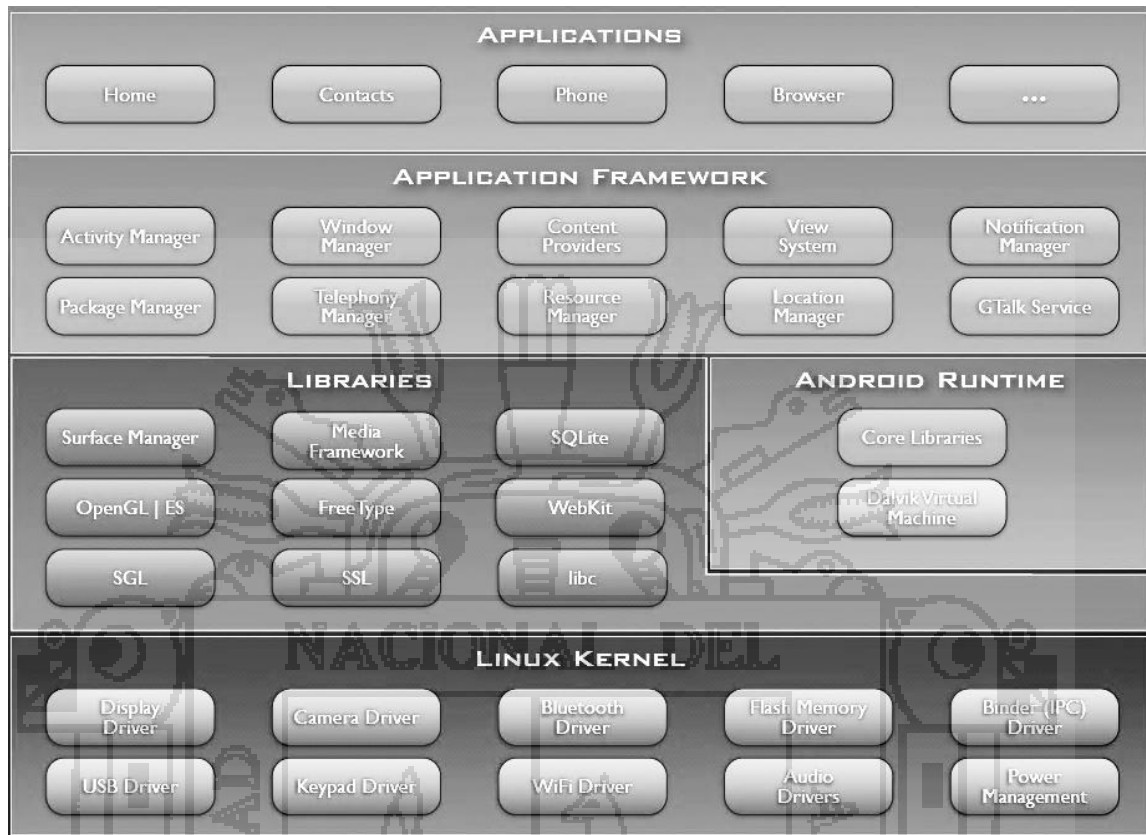 APPLICATIONS
Home
Contacts
Phone
Browser
...
APPLICATION FRAMEWORK
Activity Manager
Window
Manager
Content
Providers
View
System
Notification
Manager
Package Manager
Telephony
Manager
Resource
Manager
Location
Manager
GTalk Service
LIBRARIES
Surface Manager
Media
Framework
SQLite
OpenGL | ES
FreeType
WebKit
SGL
SSL
libc
ANDROID RUNTIME
Core Libraries
Dalvik Virtual
Machine
NACIONAL DEL
LINUX KERNEL
Display
Driver
Camera Driver
Bluetooth
Driver
Flash Memory
Driver
Binder (IPC)
Driver
USB Driver
Keypad Driver
WiFi Driver
Audio
Drivers
Power
Management